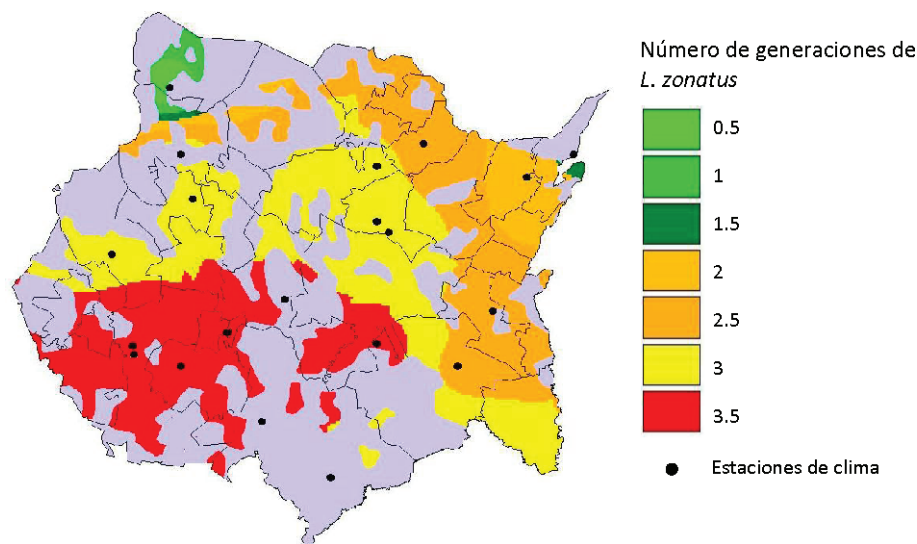 Número de generaciones de
L. zonatus
0.5
1
1.5
2
2.5
3
3.5
Estaciones de clima